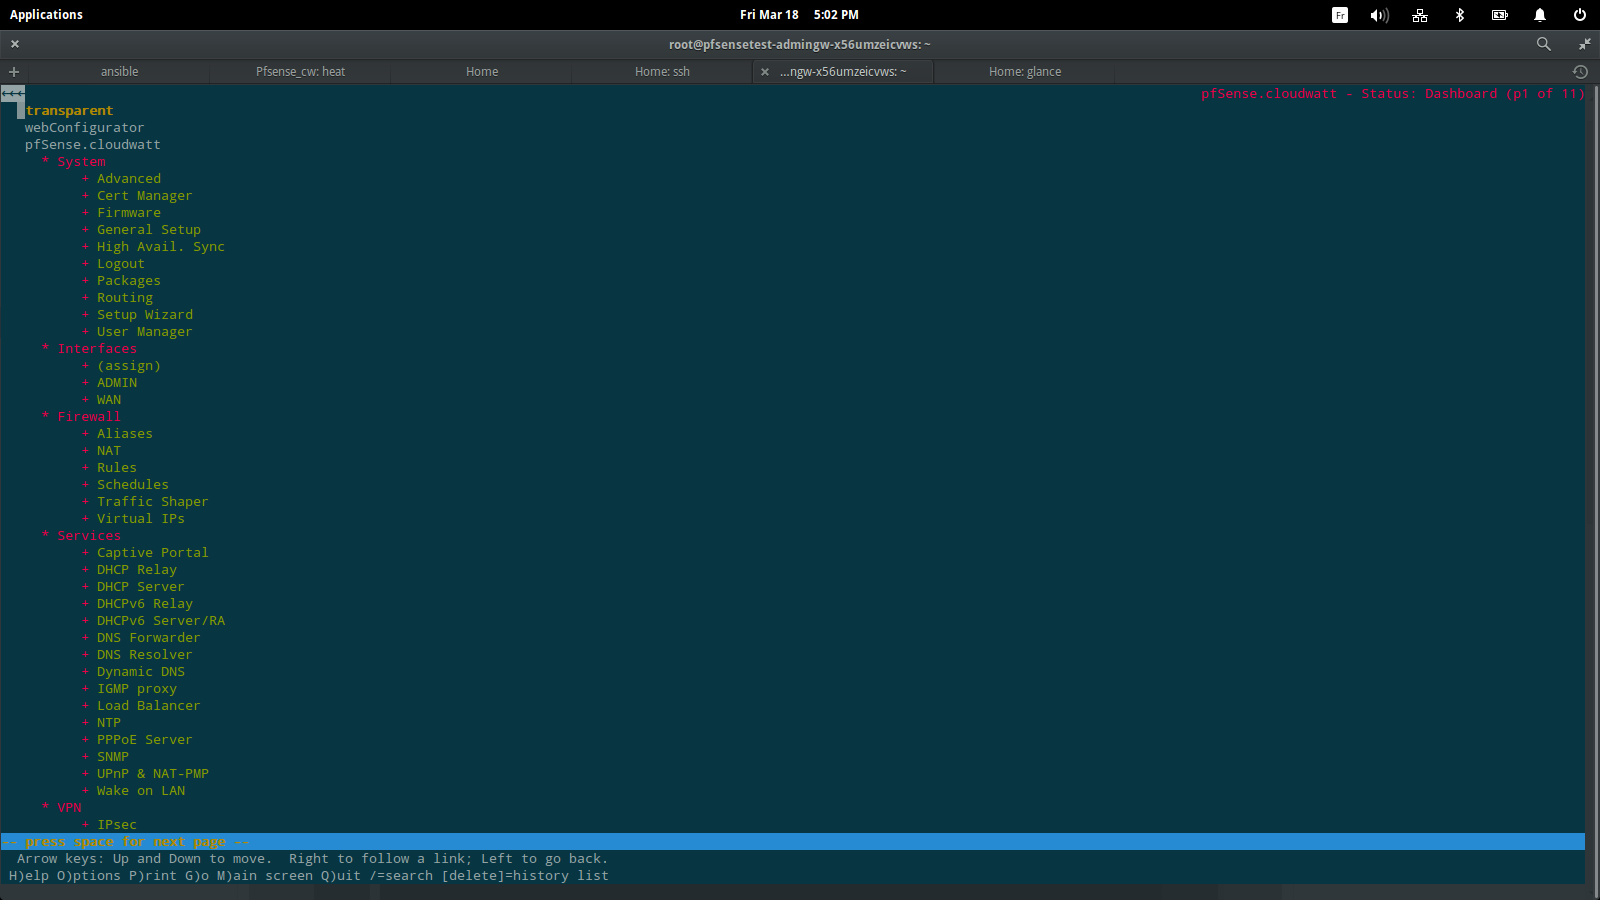 Applications
Fri Mar 18 5:02 PM
Fr
root@pfsensetest-admingw-x56umzeicvws: ~
ansible
Pfsense_cw: heat
Home
Home: ssh
...ngw-x56umzeicvws: ~
Home: glance
<<<
pfSense.cloudwatt - Status: Dashboard (p1 of 11)
transparent
webConfigurator
pfSense.cloudwatt
* System
+ Advanced
+ Cert Manager
+ Firmware
+ General Setup
+ High Avail. Sync
+ Logout
+ Packages
+ Routing
+ Setup Wizard
+ User Manager
* Interfaces
+ (assign)
+ ADMIN
+ WAN
* Firewall
+ Aliases
+ NAT
+ Rules
+ Schedules
+ Traffic Shaper
+ Virtual IPs
* Services
+ Captive Portal
+ DHCP Relay
+ DHCP Server
+ DHCPv6 Relay
+ DHCPv6 Server/RA
+ DNS Forwarder
+ DNS Resolver
+ Dynamic DNS
+ IGMP proxy
+ Load Balancer
+ NTP
+ PPPoE Server
+ SNMP
+ UPnP & NAT-PMP
+ Wake on LAN
* VPN
+ IPsec
-- press space for next page --
Arrow keys: Up and Down to move.  Right to follow a link; Left to go back.
H)elp O)ptions P)rint G)o M)ain screen Q)uit /=search [delete]=history list